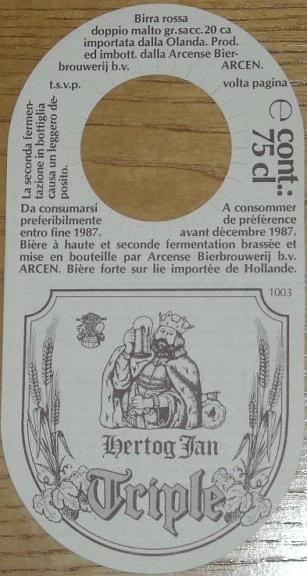 Birra rossa
doppio malto gr.sacc.20 ca
importata dalla Olanda. Prod.
ed imbott. dalla Arcense Bier-
brouwerij b.v. ARCEN.
t.s.v.p. volta pagina
La seconda fermen-
tazione in bottiglia
causa un leggero de-
posito.
e cont.:
75 cl
Da consumarsi
preferibilmente
entro fine 1987.
A consommer
de préférence
avant décembre 1987.
Bière à haute et seconde fermentation brassée et
mise en bouteille par Arcense Bierbrouwerij b.v.
ARCEN. Bière forte sur lie importée de Hollande.
1003
Hertog Jan
Triple